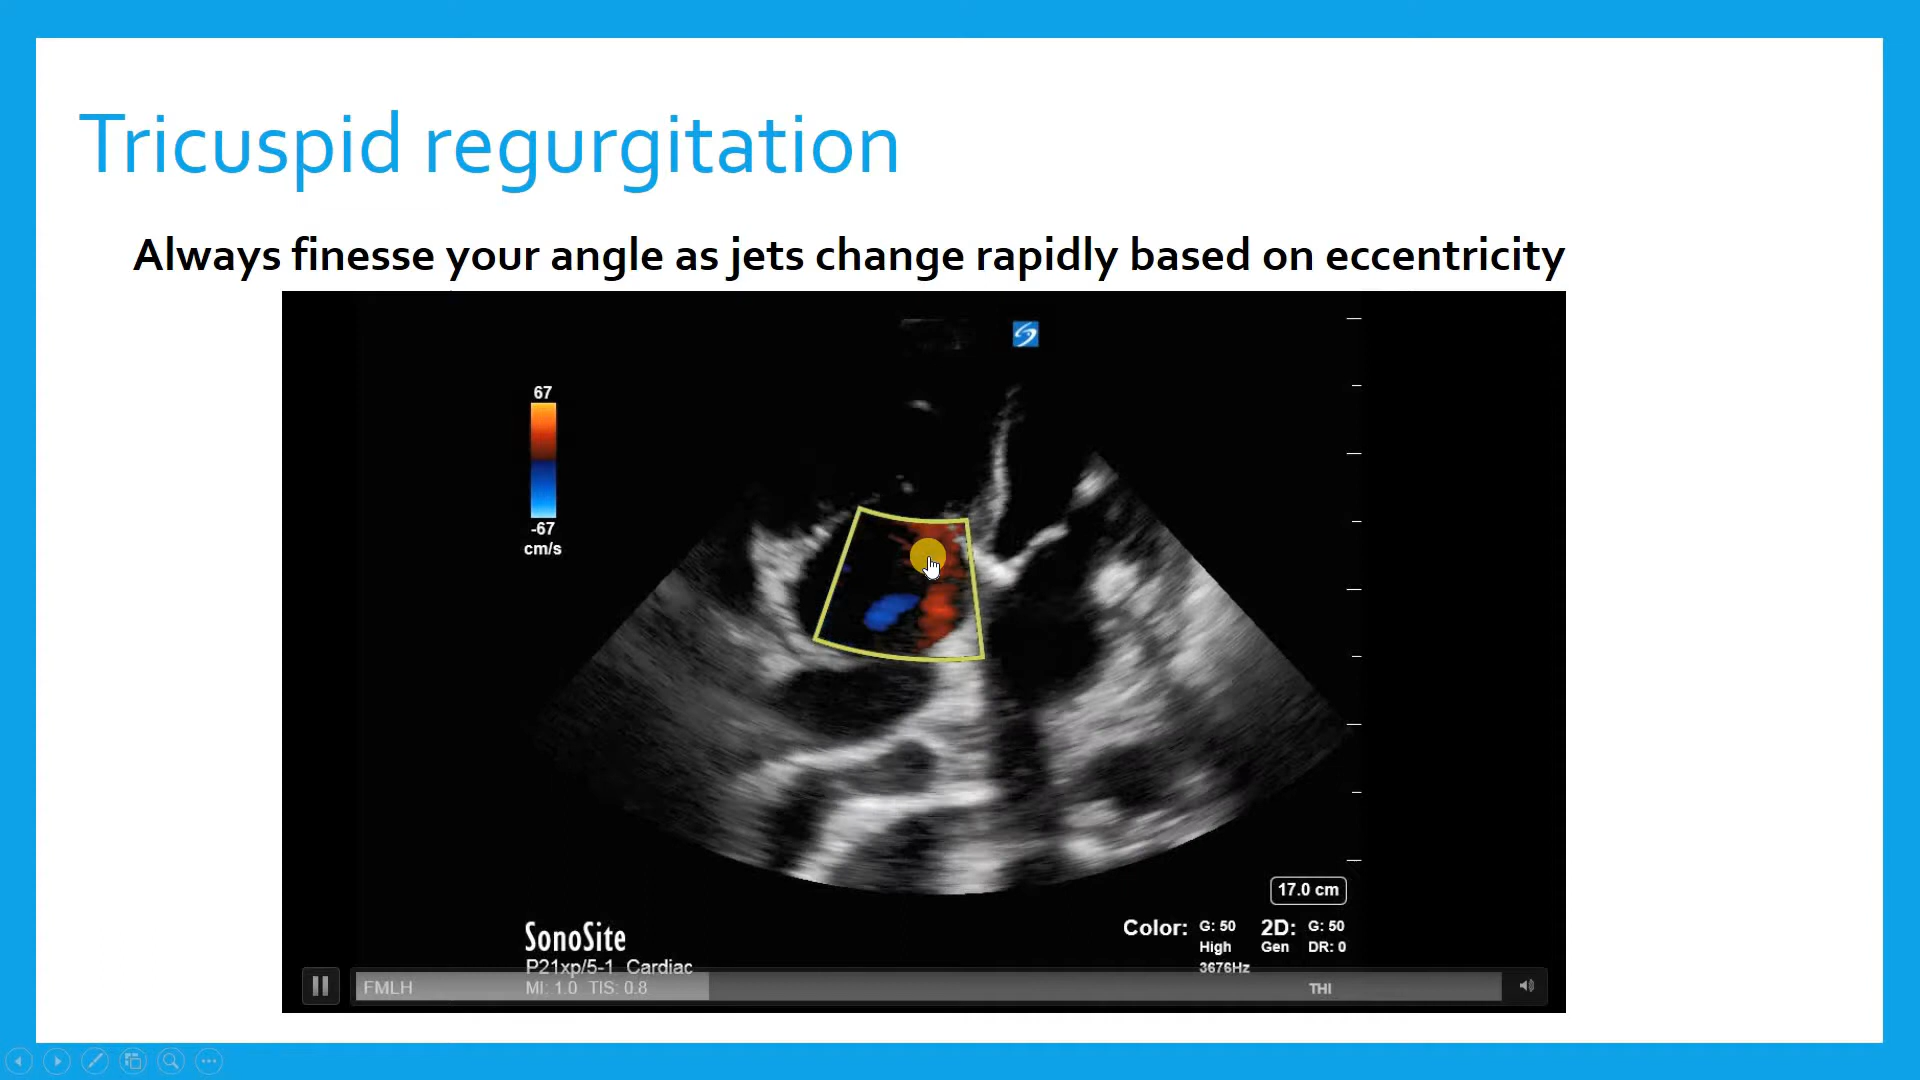 Tricuspid regurgitation
Always finesse your angle as jets change rapidly based on eccentricity
67
-67
cm/s
17.0 cm
SonoSite
P21xp/5-1 Cardiac
Color: G: 50 2D: G: 50
High Gen DR: 0
3676Hz
FMLH MI: 1.0 TIS: 0.8 THI